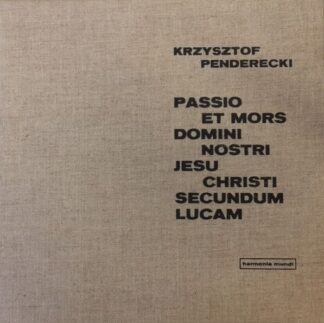 KRZYSZTOF
PENDERECKI
PASSIO
ET MORS
DOMINI
NOSTRI
JESU
CHRISTI
SECUNDUM
LUCAM
harmonia mundi